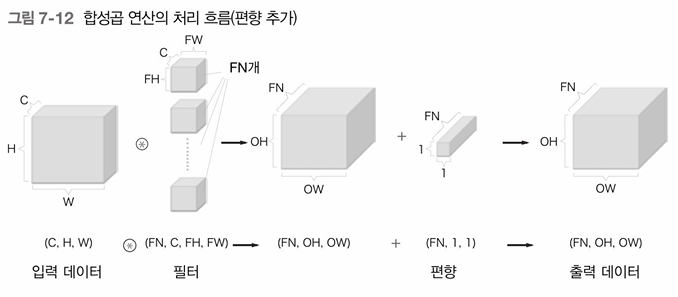 그림 7-12 합성곱 연산의 처리 흐름(편향 추가)
FW
C
FH
FN개
C
H
W
⊛
FN
OH
OW
+
FN
1
1
FN
OH
OW
(C, H, W) ⊛ (FN, C, FH, FW) → (FN, OH, OW) + (FN, 1, 1) → (FN, OH, OW)
입력 데이터 필터 편향 출력 데이터